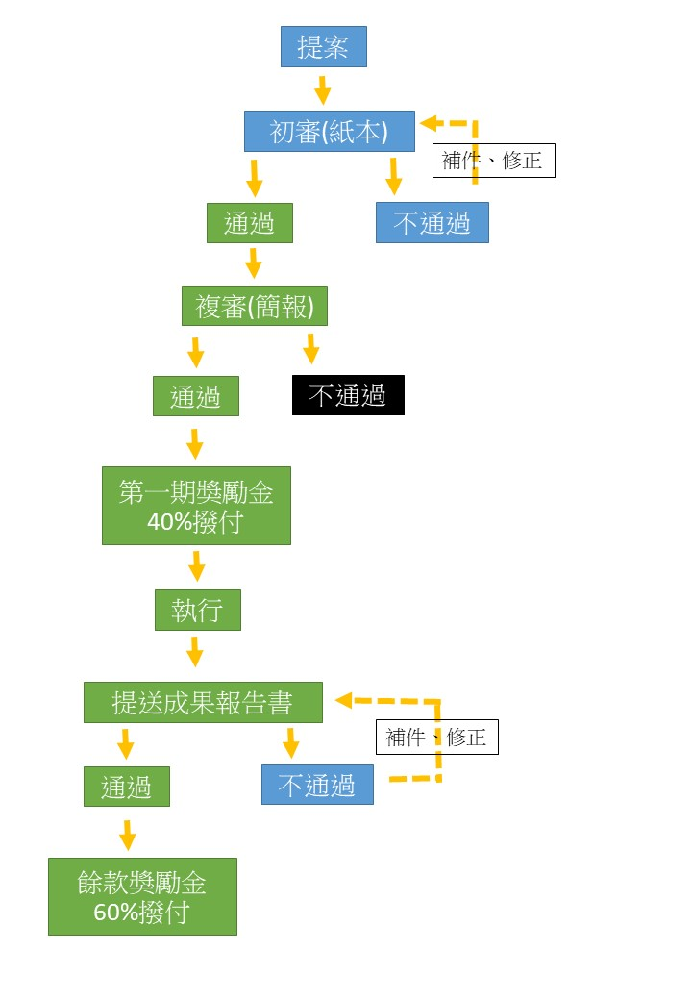 提案
初審(紙本)
補件、修正
通過
不通過
複審(簡報)
通過
不通過
第一期獎勵金
40%撥付
執行
提送成果報告書
補件、修正
通過
不通過
餘款獎勵金
60%撥付